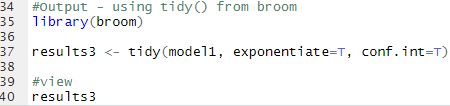 34 #Output - using tidy() from broom
35 library(broom)
36
37 results3 <- tidy(model1, exponentiate=T, conf.int=T)
38
39 #view
40 results3